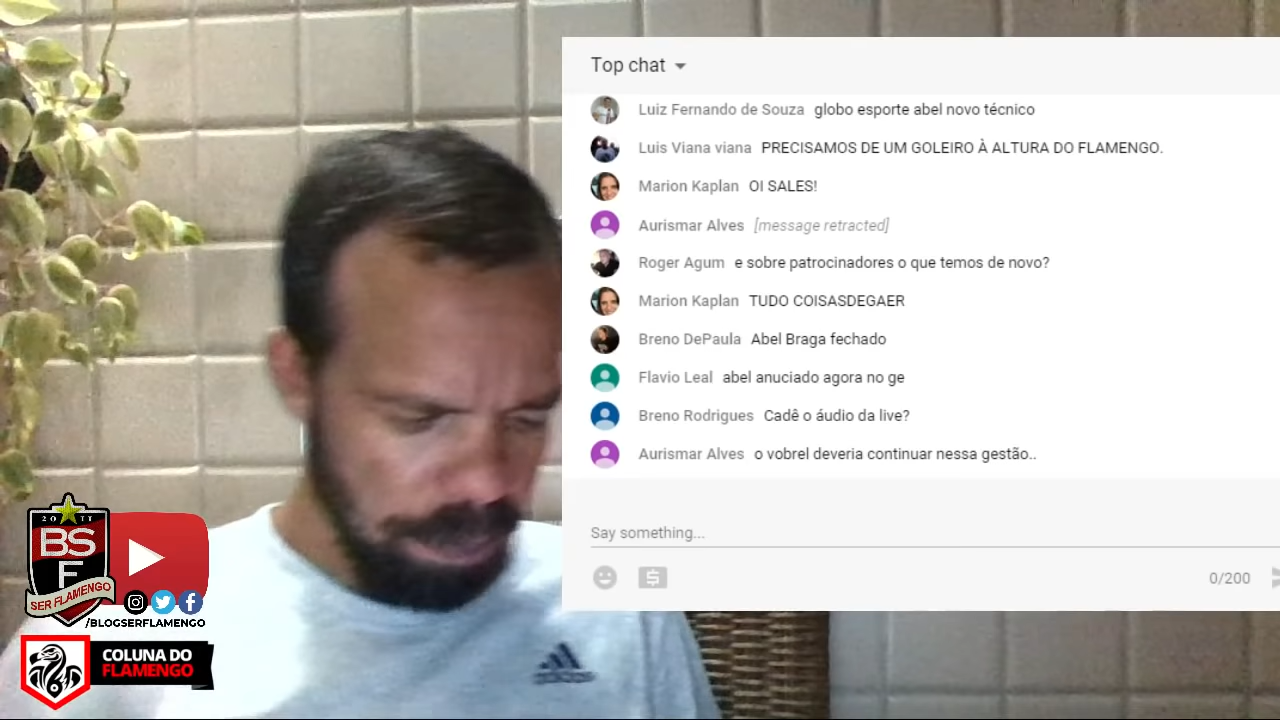 Top chat
Luiz Fernando de Souza globo esporte abel novo técnico
Luis Viana viana PRECISAMOS DE UM GOLEIRO À ALTURA DO FLAMENGO.
Marion Kaplan OI SALES!
Aurismar Alves [message retracted]
Roger Agum e sobre patrocinadores o que temos de novo?
Marion Kaplan TUDO COISASDEGAER
Breno DePaula Abel Braga fechado
Flavio Leal abel anuciado agora no ge
Breno Rodrigues Cadê o áudio da live?
Aurismar Alves o vobrel deveria continuar nessa gestão..
Say something...
0/200
2011
BSF
SER FLAMENGO
/BLOGSERFLAMENGO
COLUNA DO
FLAMENGO
adidas